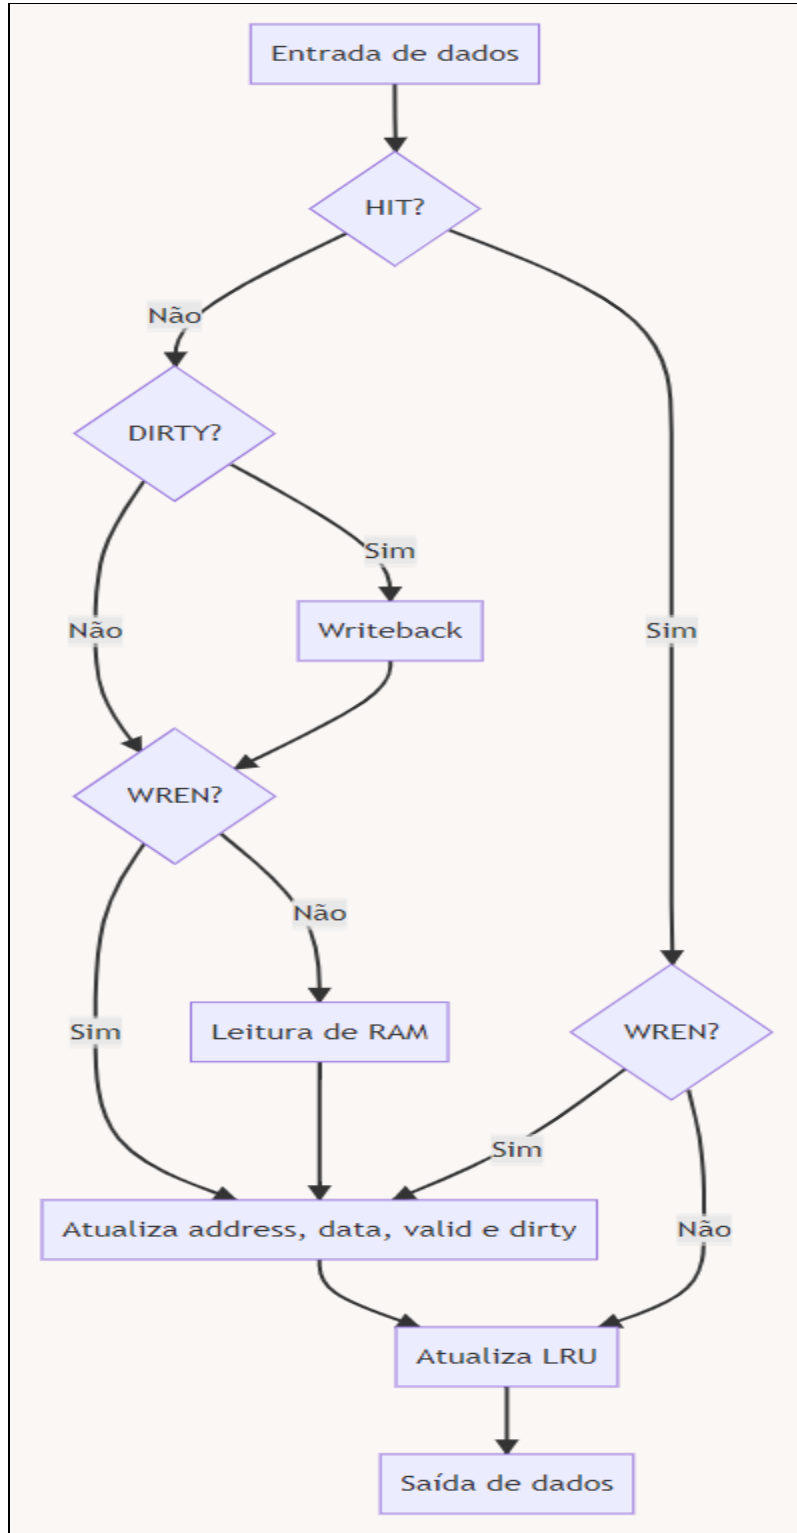 Entrada de dados
HIT?
Não
DIRTY?
Sim
Não
Writeback
Sim
WREN?
Não
Sim
Leitura de RAM
WREN?
Sim
Não
Atualiza address, data, valid e dirty
Atualiza LRU
Saída de dados